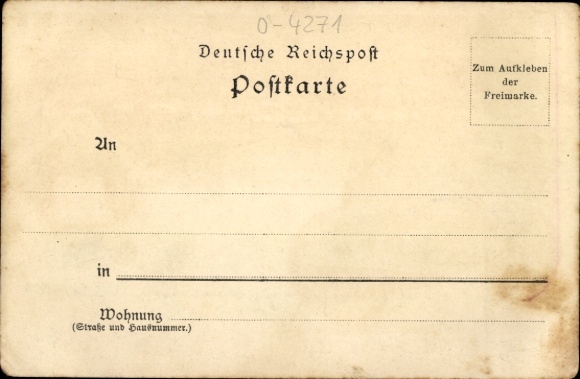 0-4271
Deutsche Reichspost
Postkarte
Zum Aufkleben
der
Freimarke.
An
in
Wohnung
(Straße und Hausnummer.)